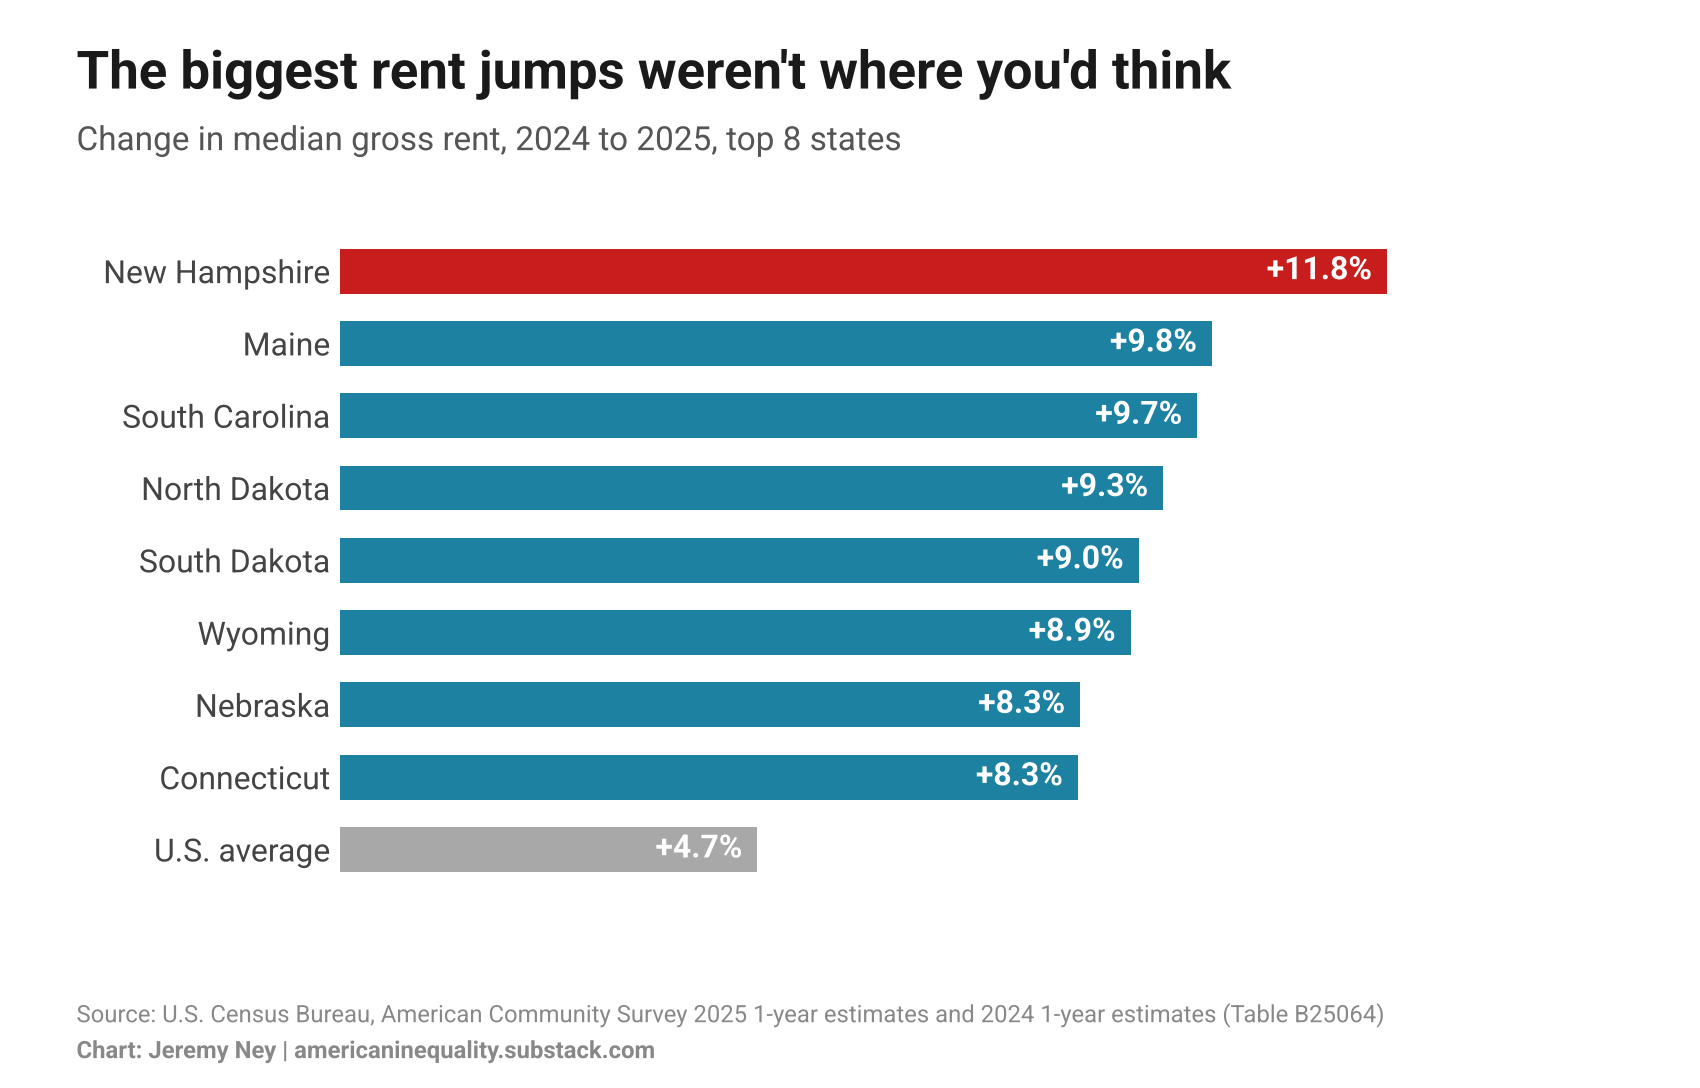 The biggest rent jumps weren't where you'd think
Change in median gross rent, 2024 to 2025, top 8 states
New Hampshire +11.8%
Maine +9.8%
South Carolina +9.7%
North Dakota +9.3%
South Dakota +9.0%
Wyoming +8.9%
Nebraska +8.3%
Connecticut +8.3%
U.S. average +4.7%
Source: U.S. Census Bureau, American Community Survey 2025 1-year estimates and 2024 1-year estimates (Table B25064)
Chart: Jeremy Ney | americaninequality.substack.com